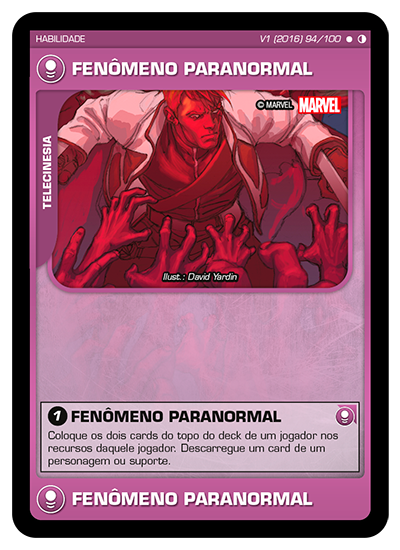 HABILIDADE V1 (2016) 94/100
FENÔMENO PARANORMAL
© MARVEL MARVEL
TELECINESIA
Ilust.: David Yardin
1 FENÔMENO PARANORMAL
Coloque os dois cards do topo do deck de um jogador nos
recursos daquele jogador. Descarregue um card de um
personagem ou suporte.
FENÔMENO PARANORMAL